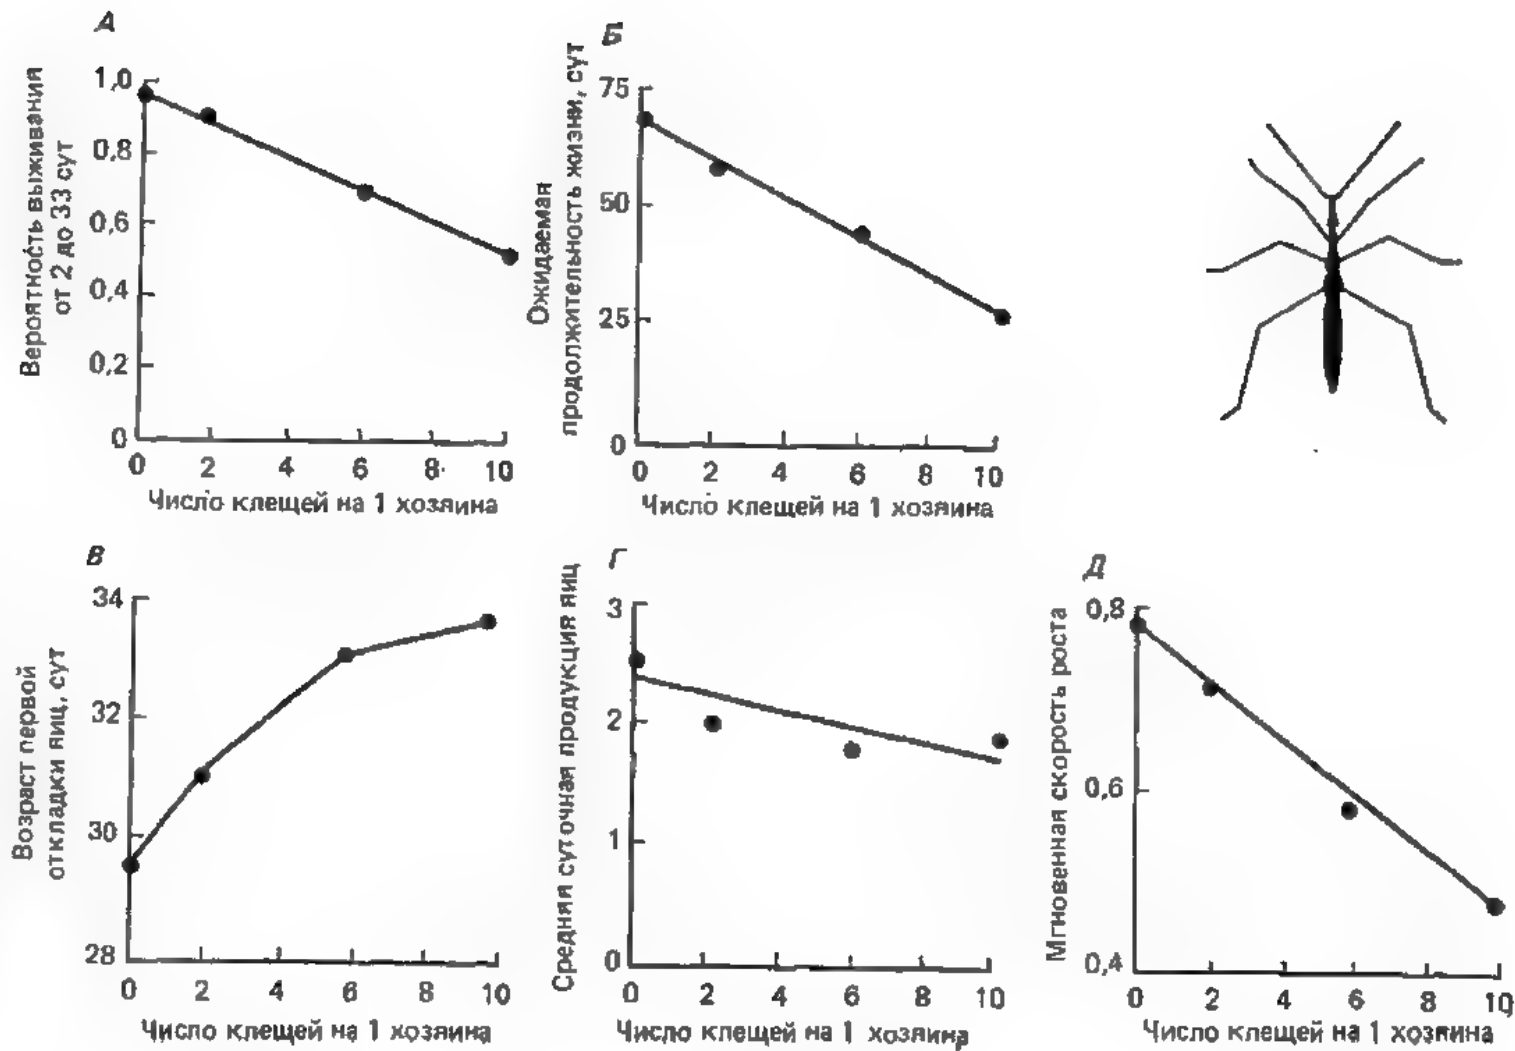 А
Вероятность выживания
от 2 до 33 сут
1,0
0,8
0,6
0,4
0,2
0
0 2 4 6 8 10
Число клещей на 1 хозяина
Б
Ожидаемая
продолжительность жизни, сут
75
50
25
0
0 2 4 6 8 10
Число клещей на 1 хозяина
В
Возраст первой
откладки яиц, сут
34
32
30
28
0 2 4 6 8 10
Число клещей на 1 хозяина
Г
Средняя суточная продукция яиц
3
2
1
0
0 2 4 6 8 10
Число клещей на 1 хозяина
Д
Мгновенная скорость роста
0,8
0,6
0,4
0 2 4 6 8 10
Число клещей на 1 хозяина